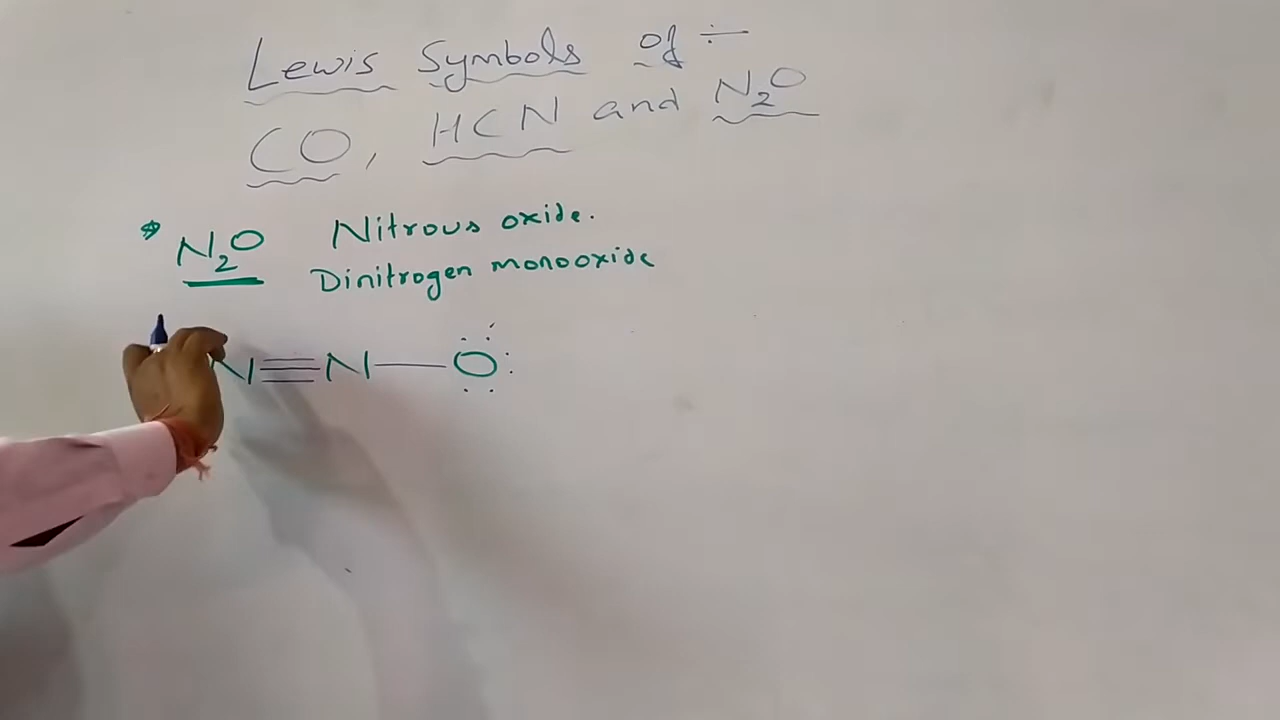 Lewis Symbols of :-
CO, HCN and N₂O
* N₂O Nitrous oxide.
Dinitrogen monooxide
N≡N—O